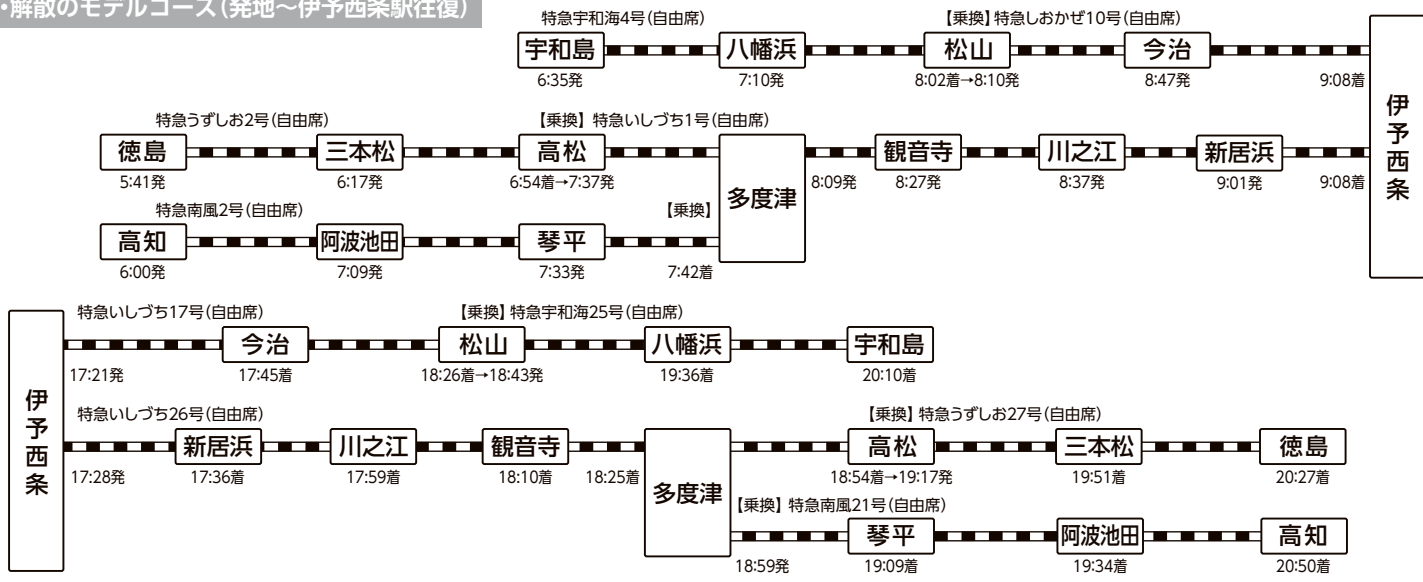 ・解散のモデルコース（発地～伊予西条駅往復）
特急宇和海4号（自由席）
【乗換】特急しおかぜ10号（自由席）
宇和島
八幡浜
松山
今治
6:35発
7:10発
8:02着→8:10発
8:47発
9:08着
伊予西条
特急うずしお2号（自由席）
【乗換】特急いしづち1号（自由席）
徳島
三本松
高松
多度津
観音寺
川之江
新居浜
5:41発
6:17発
6:54着→7:37発
8:09発
8:27発
8:37発
9:01発
9:08着
特急南風2号（自由席）
【乗換】
高知
阿波池田
琴平
6:00発
7:09発
7:33発
7:42着
伊予西条
特急いしづち17号（自由席）
【乗換】特急宇和海25号（自由席）
今治
松山
八幡浜
宇和島
17:21発
17:45着
18:26着→18:43発
19:36着
20:10着
特急いしづち26号（自由席）
【乗換】特急うずしお27号（自由席）
新居浜
川之江
観音寺
多度津
高松
三本松
徳島
17:28発
17:36着
17:59着
18:10着
18:25着
18:54着→19:17発
19:51着
20:27着
【乗換】特急南風21号（自由席）
琴平
阿波池田
高知
18:59発
19:09着
19:34着
20:50着